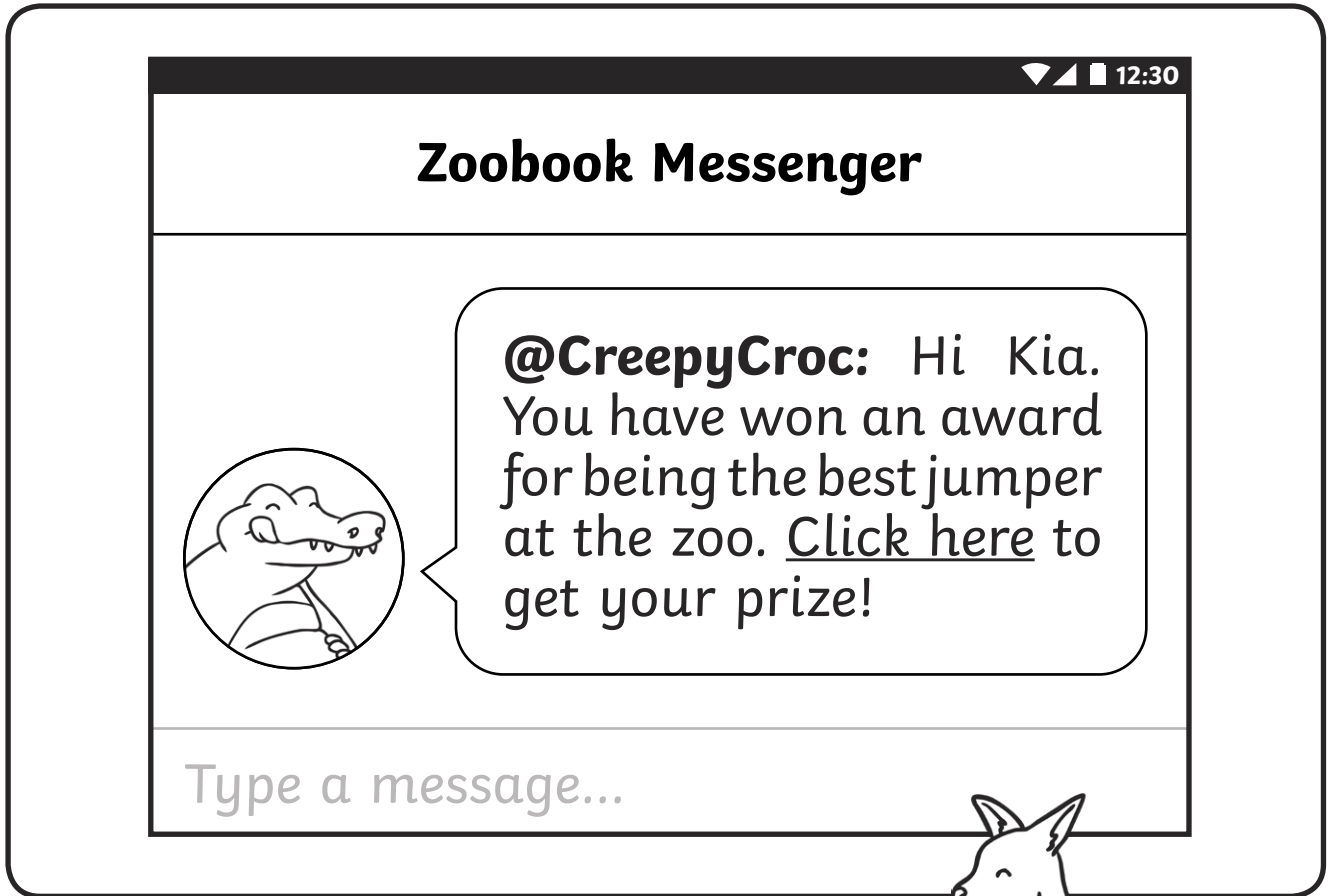 12:30
Zoobook Messenger
@CreepyCroc: Hi Kia.
You have won an award
for being the best jumper
at the zoo. Click here to
get your prize!
Type a message...